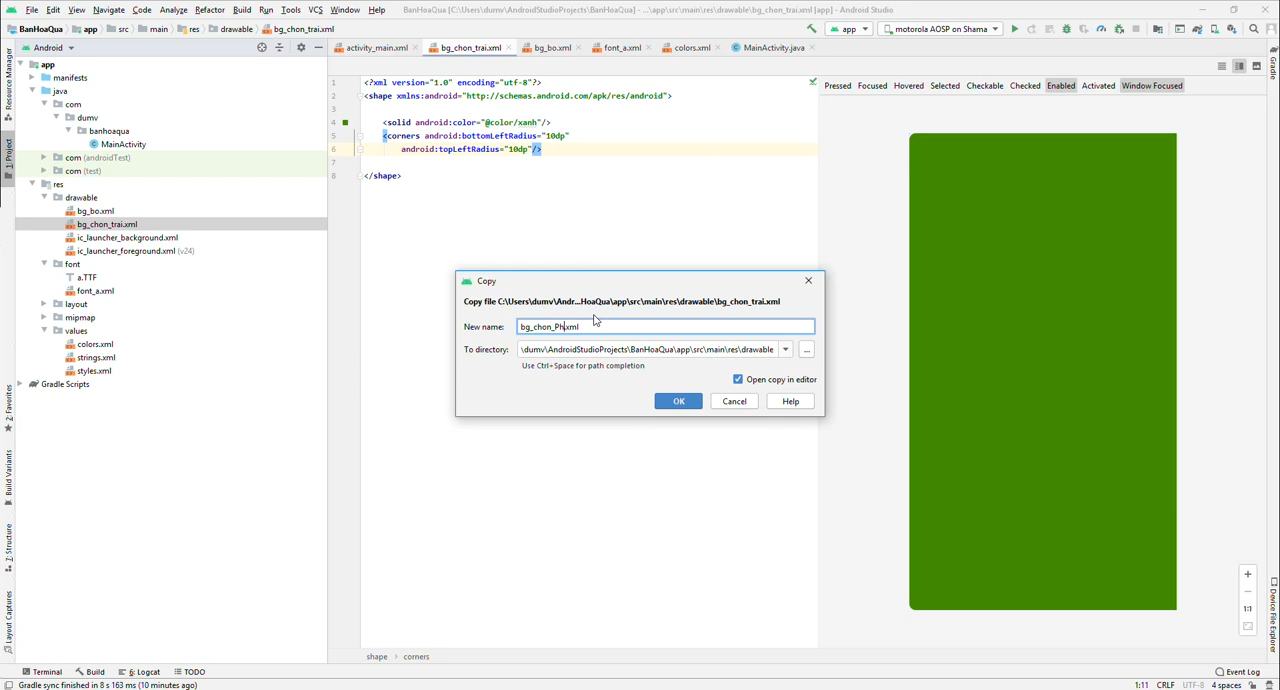 File Edit View Navigate Code Analyze Refactor Build Run Tools VCS Window Help BanHoaQua [C:\Users\dumv\AndroidStudioProjects\BanHoaQua] - ...\app\src\main\res\drawable\bg_chon_trai.xml [app] - Android Studio
BanHoaQua app src main res drawable bg_chon_trai.xml app motorola AOSP on Shama
Android activity_main.xml bg_chon_trai.xml bg_bo.xml font_a.xml colors.xml MainActivity.java
Resource Manager
1: Project
2: Favorites
Build Variants
7: Structure
Layout Captures
app
manifests
java
com
dumv
banhoaqua
MainActivity
com (androidTest)
com (test)
res
drawable
bg_bo.xml
bg_chon_trai.xml
ic_launcher_background.xml
ic_launcher_foreground.xml (v24)
font
a.TTF
font_a.xml
layout
mipmap
values
colors.xml
strings.xml
styles.xml
Gradle Scripts
1 <?xml version="1.0" encoding="utf-8"?>
2 <shape xmlns:android="http://schemas.android.com/apk/res/android">
3
4 <solid android:color="@color/xanh"/>
5 <corners android:bottomLeftRadius="10dp"
6 android:topLeftRadius="10dp"/>
7
8 </shape>
Pressed Focused Hovered Selected Checkable Checked Enabled Activated Window Focused
Copy
Copy file C:\Users\dumv\Andr...HoaQua\app\src\main\res\drawable\bg_chon_trai.xml
New name: bg_chon_Ph.xml
To directory: \dumv\AndroidStudioProjects\BanHoaQua\app\src\main\res\drawable ...
Use Ctrl+Space for path completion
Open copy in editor
OK Cancel Help
1:1
Gradle
Device File Explorer
shape › corners
Terminal Build 6: Logcat TODO Event Log
Gradle sync finished in 8 s 163 ms (10 minutes ago) 1:11 CRLF UTF-8 4 spaces